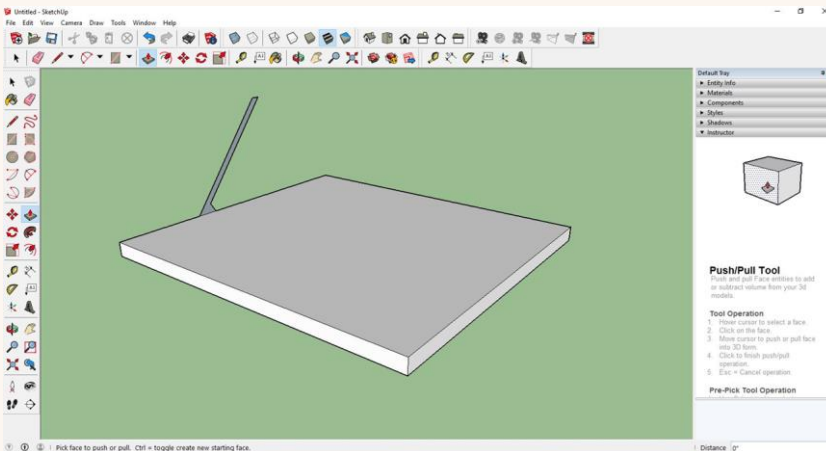 Untitled - SketchUp
File Edit View Camera Draw Tools Window Help
Default Tray
Entity Info
Materials
Components
Styles
Shadows
Instructor
Push/Pull Tool
Push and pull Face entities to add
or subtract volume from your 3d
models.
Tool Operation
1. Hover cursor to select a face.
2. Click on the face.
3. Move cursor to push or pull face
into 3D form.
4. Click to finish push/pull
operation.
5. Esc = Cancel operation.
Pre-Pick Tool Operation
Pick face to push or pull. Ctrl = toggle create new starting face.
Distance 0"